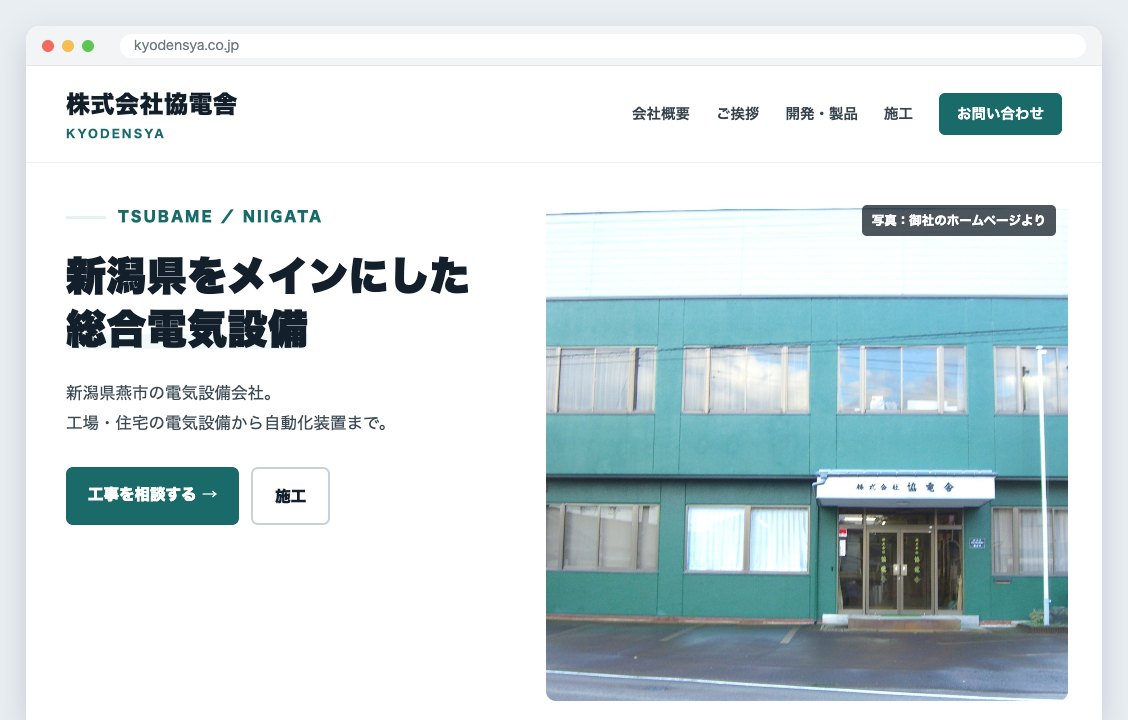 kyodensya.co.jp
株式会社協電舎
KYODENSYA
会社概要
ご挨拶
開発・製品
施工
お問い合わせ
TSUBAME ／ NIIGATA
新潟県をメインにした
総合電気設備
新潟県燕市の電気設備会社。
工場・住宅の電気設備から自動化装置まで。
工事を相談する →
施工
写真：御社のホームページより
株式会社 協電舎